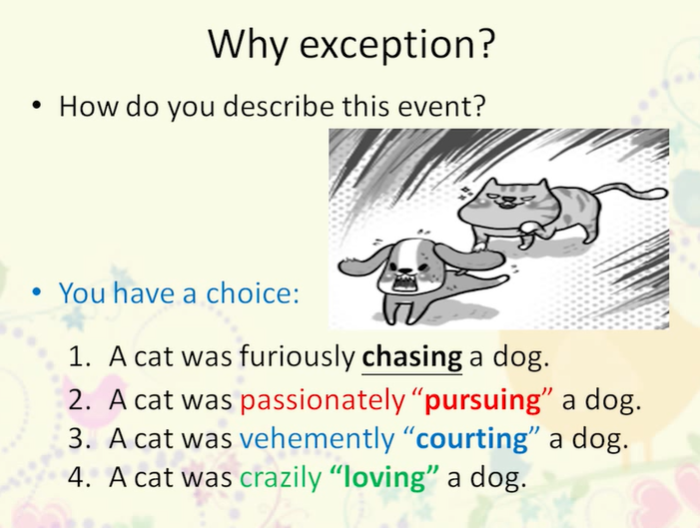 Why exception?
• How do you describe this event?
• You have a choice:
1. A cat was furiously chasing a dog.
2. A cat was passionately “pursuing” a dog.
3. A cat was vehemently “courting” a dog.
4. A cat was crazily “loving” a dog.